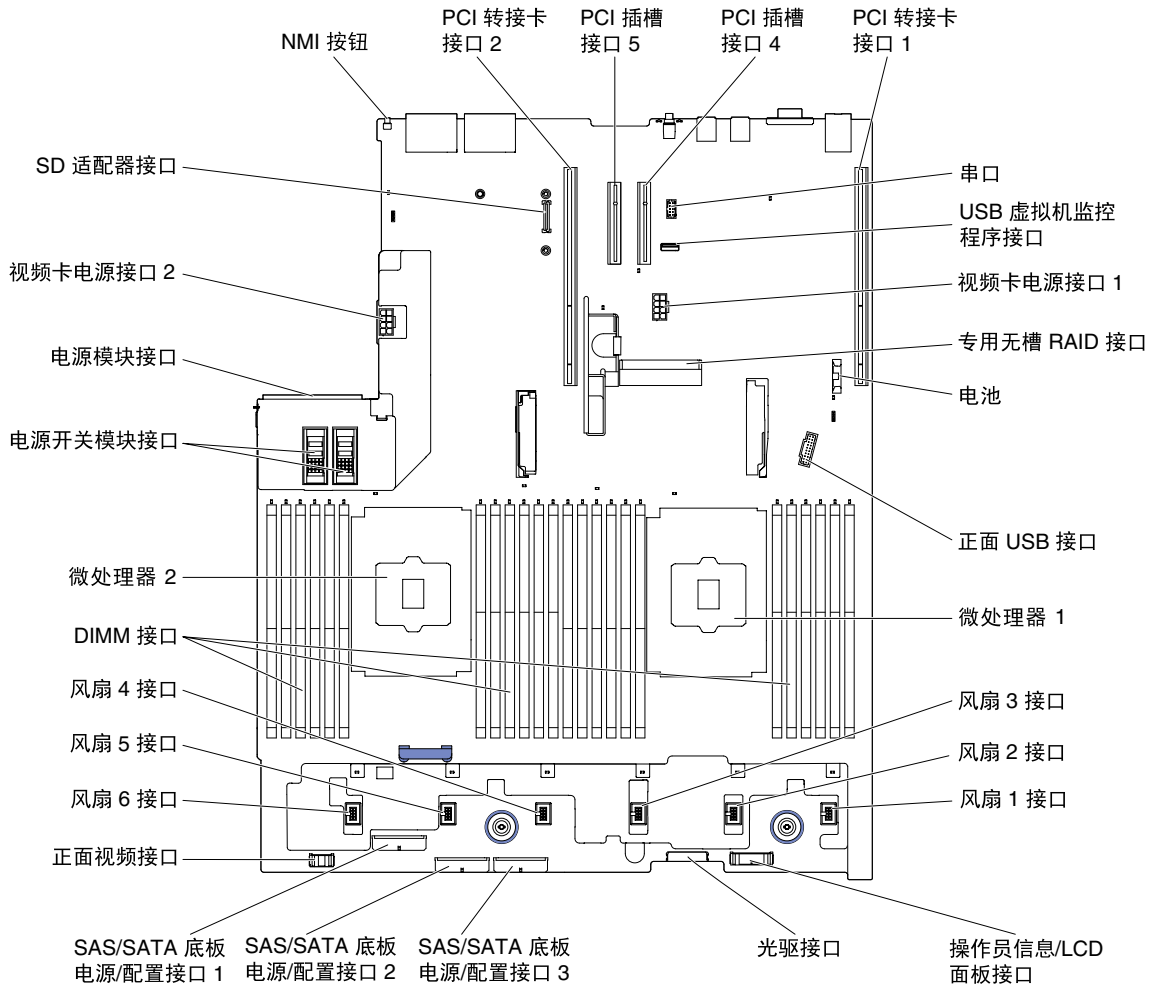 PCI 转接卡
接口 2
PCI 插槽
接口 5
PCI 插槽
接口 4
PCI 转接卡
接口 1
NMI 按钮
SD 适配器接口
串口
USB 虚拟机监控
程序接口
视频卡电源接口 2
视频卡电源接口 1
专用无槽 RAID 接口
电源模块接口
电池
电源开关模块接口
正面 USB 接口
微处理器 2
微处理器 1
DIMM 接口
风扇 4 接口
风扇 3 接口
风扇 5 接口
风扇 2 接口
风扇 6 接口
风扇 1 接口
正面视频接口
SAS/SATA 底板
电源/配置接口 1
SAS/SATA 底板
电源/配置接口 2
SAS/SATA 底板
电源/配置接口 3
光驱接口
操作员信息/LCD
面板接口